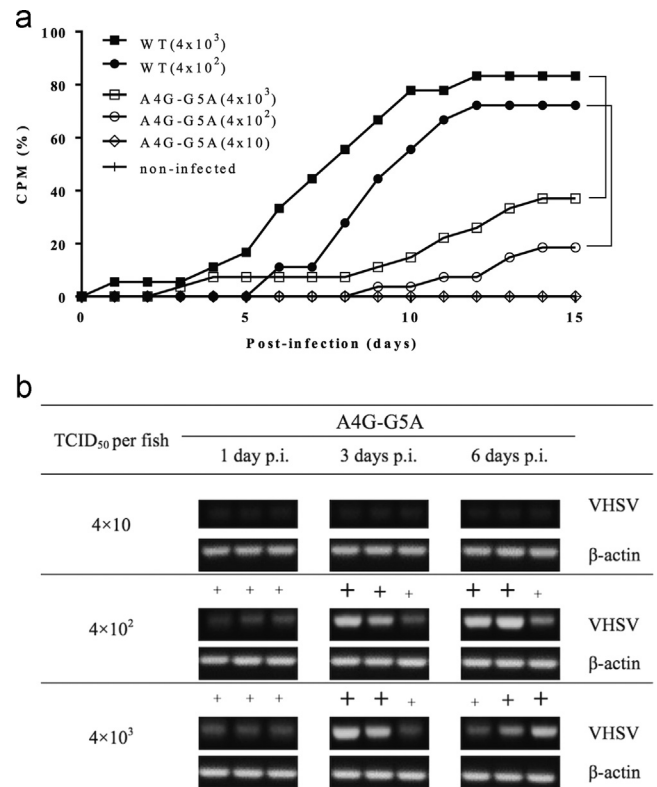 a
WT(4x10³)
WT(4x10²)
A4G-G5A(4x10³)
A4G-G5A(4x10²)
A4G-G5A(4x10)
non-infected
100
80
60
40
20
0
CPM (%)
0 5 10 15
Post-infection (days)
b
TCID₅₀ per fish
A4G-G5A
1 day p.i. 3 days p.i. 6 days p.i.
4×10 VHSV
β-actin
+ + + + + + + + +
4×10² VHSV
β-actin
+ + + + + + + + +
4×10³ VHSV
β-actin